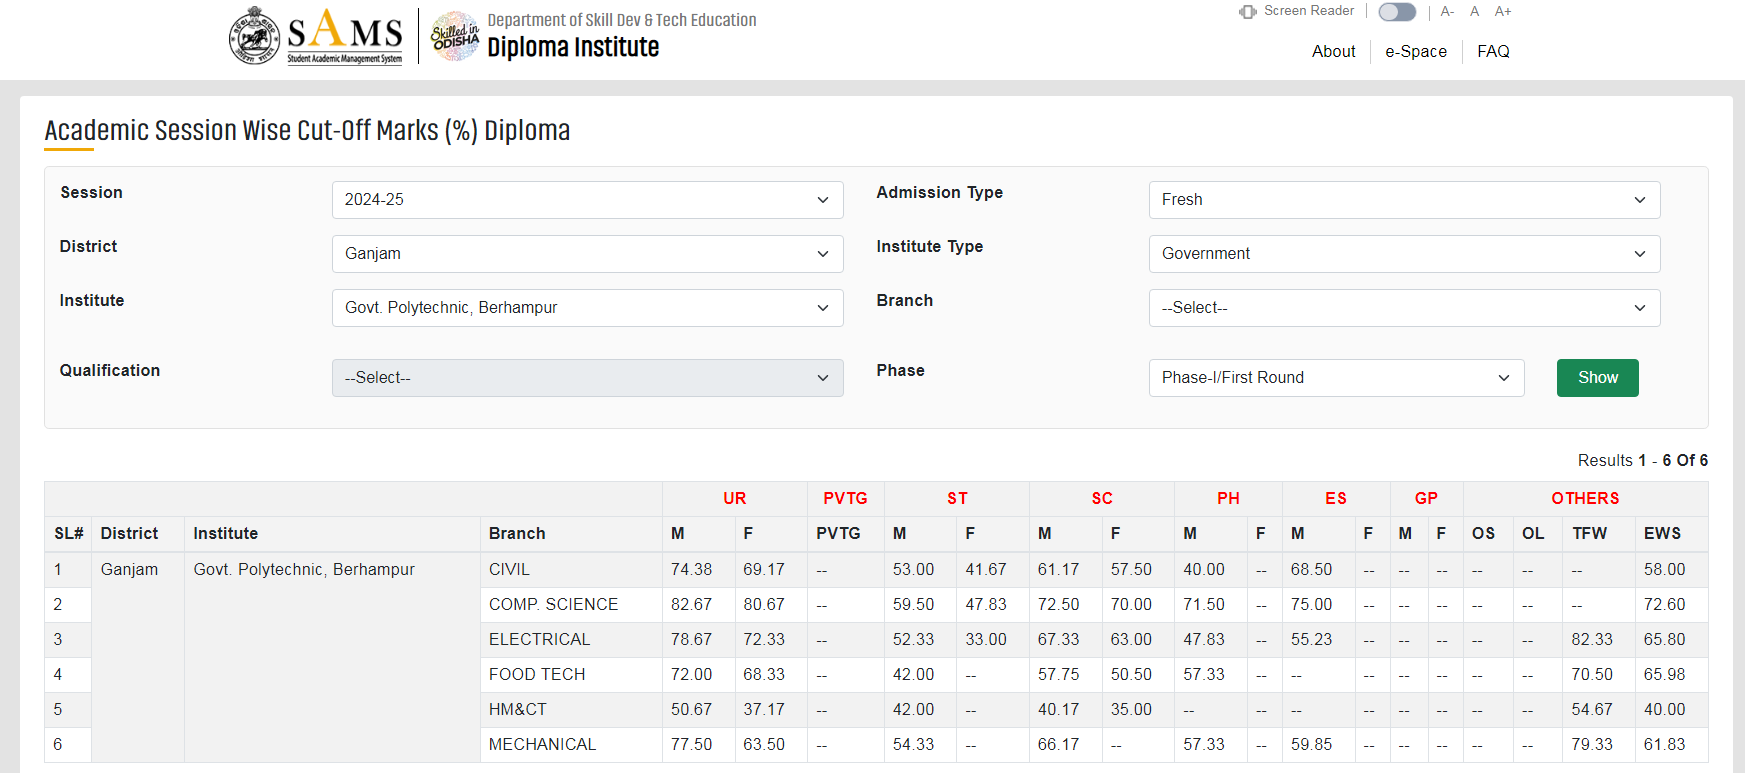 SAMS
Student Academic Management System
Skilled in
ODISHA
Department of Skill Dev & Tech Education
Diploma Institute
Screen Reader
A- A A+
About e-Space FAQ
Academic Session Wise Cut-Off Marks (%) Diploma
Session 2024-25 Admission Type Fresh
District Ganjam Institute Type Government
Institute Govt. Polytechnic, Berhampur Branch --Select--
Qualification --Select-- Phase Phase-I/First Round Show
Results 1 - 6 Of 6
UR PVTG ST SC PH ES GP OTHERS
SL# District Institute Branch M F PVTG M F M F M F M F M F OS OL TFW EWS
1 Ganjam Govt. Polytechnic, Berhampur CIVIL 74.38 69.17 -- 53.00 41.67 61.17 57.50 40.00 -- 68.50 -- -- -- -- -- -- 58.00
2 COMP. SCIENCE 82.67 80.67 -- 59.50 47.83 72.50 70.00 71.50 -- 75.00 -- -- -- -- -- -- 72.60
3 ELECTRICAL 78.67 72.33 -- 52.33 33.00 67.33 63.00 47.83 -- 55.23 -- -- -- -- -- 82.33 65.80
4 FOOD TECH 72.00 68.33 -- 42.00 -- 57.75 50.50 57.33 -- -- -- -- -- -- -- 70.50 65.98
5 HM&CT 50.67 37.17 -- 42.00 -- 40.17 35.00 -- -- -- -- -- -- -- -- 54.67 40.00
6 MECHANICAL 77.50 63.50 -- 54.33 -- 66.17 -- 57.33 -- 59.85 -- -- -- -- -- 79.33 61.83